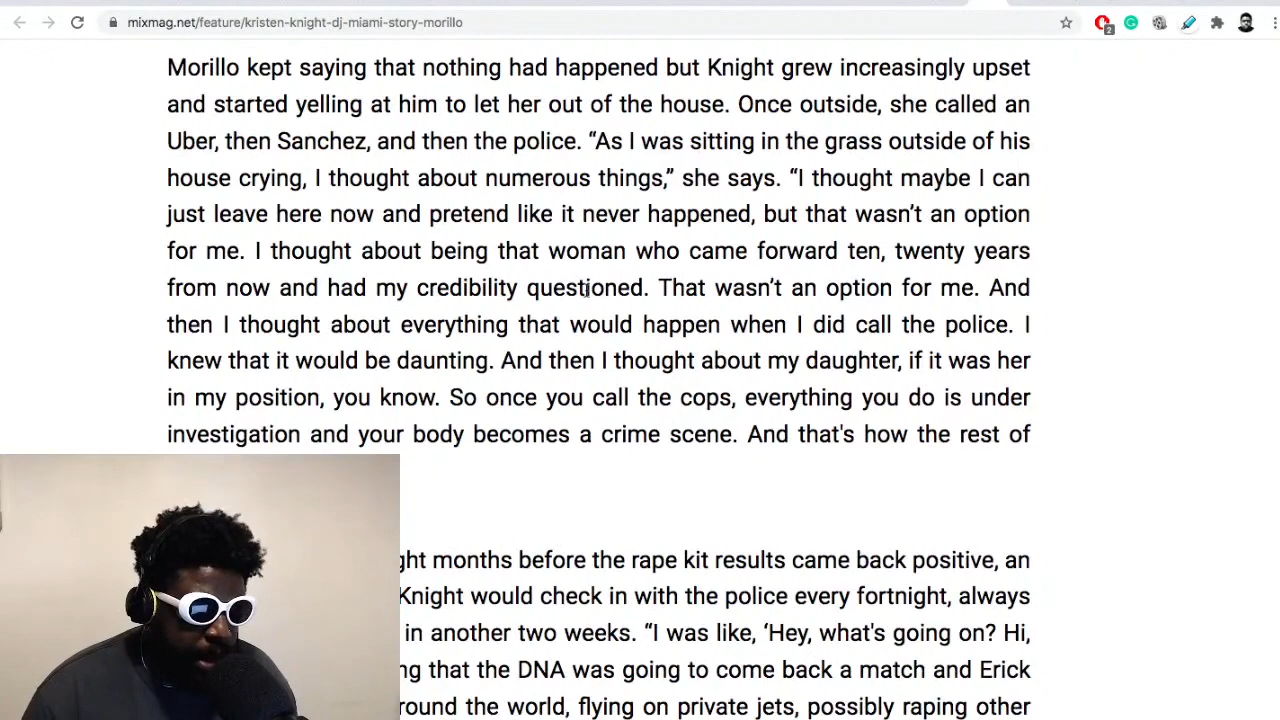 mixmag.net/feature/kristen-knight-dj-miami-story-morillo
2
Morillo kept saying that nothing had happened but Knight grew increasingly upset
and started yelling at him to let her out of the house. Once outside, she called an
Uber, then Sanchez, and then the police. “As I was sitting in the grass outside of his
house crying, I thought about numerous things,” she says. “I thought maybe I can
just leave here now and pretend like it never happened, but that wasn’t an option
for me. I thought about being that woman who came forward ten, twenty years
from now and had my credibility questioned. That wasn’t an option for me. And
then I thought about everything that would happen when I did call the police. I
knew that it would be daunting. And then I thought about my daughter, if it was her
in my position, you know. So once you call the cops, everything you do is under
investigation and your body becomes a crime scene. And that's how the rest of
months before the rape kit results came back positive, an
Knight would check in with the police every fortnight, always
in another two weeks. “I was like, ‘Hey, what's going on? Hi,
that the DNA was going to come back a match and Erick
the world, flying on private jets, possibly raping other